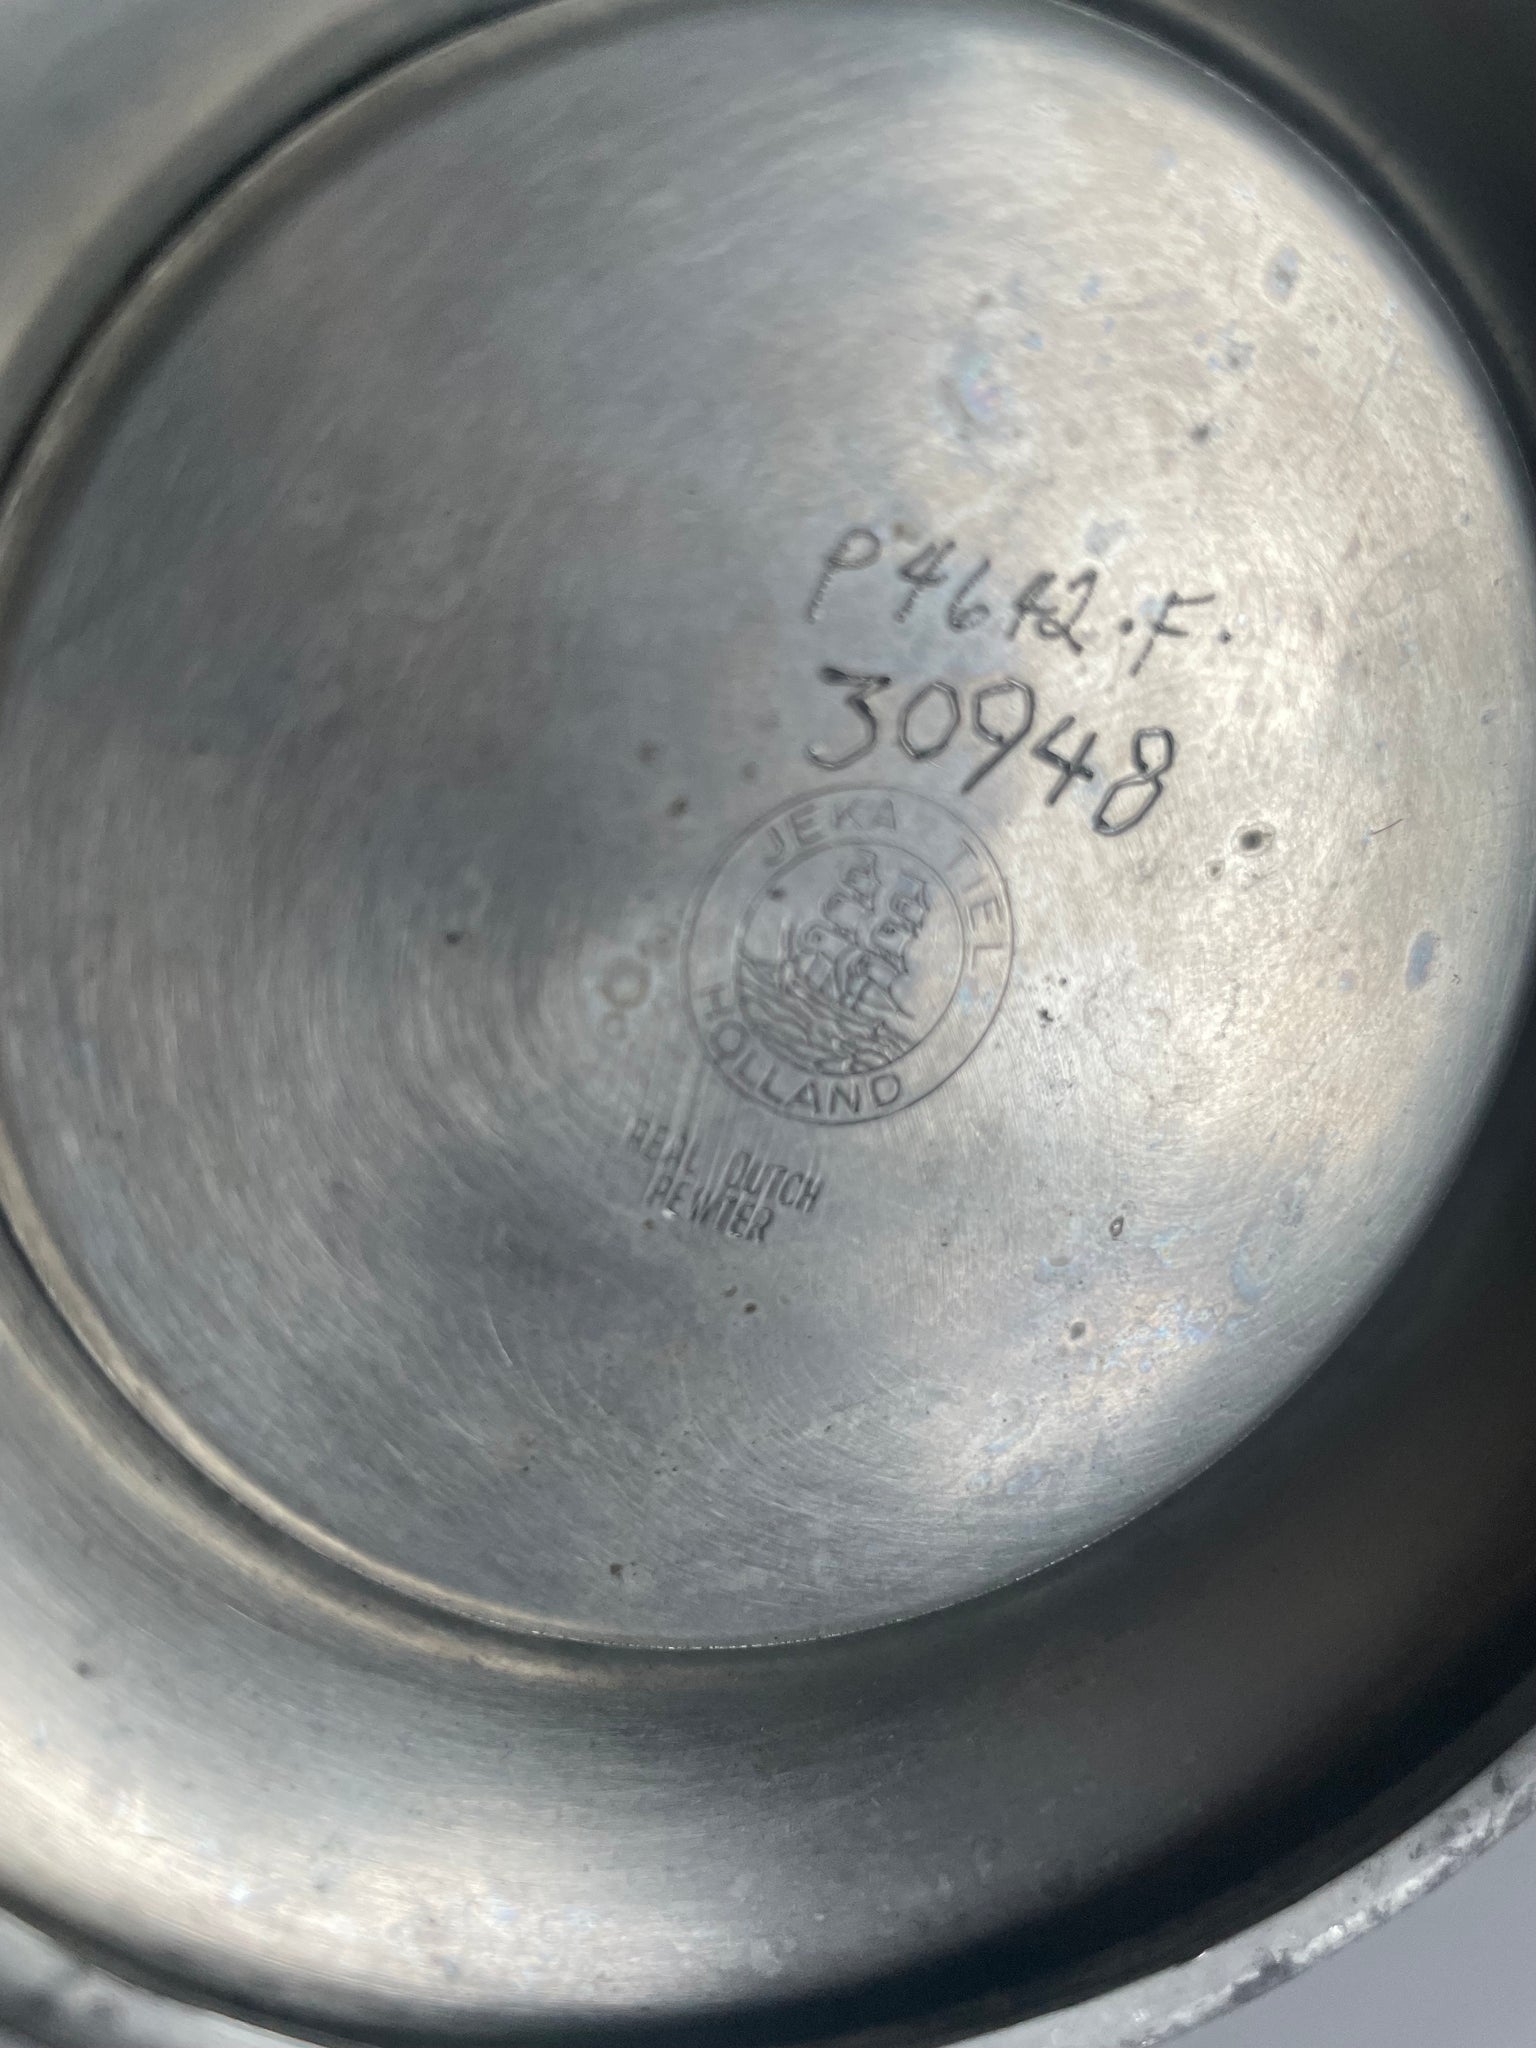 P4642.F.
30948
JEKA TIEL
HOLLAND
REAL DUTCH
PEWTER